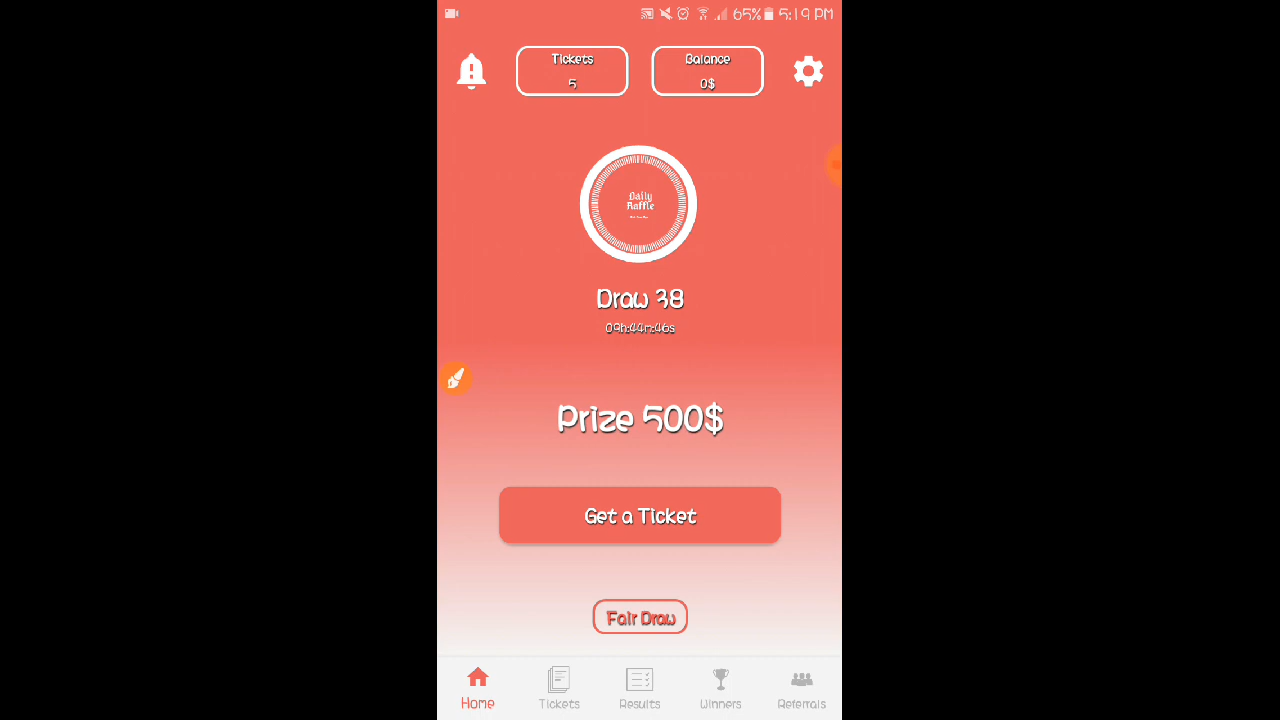 65% 5:19 PM
Tickets
5
Balance
0$
Daily
Raffle
Draw 38
09h:44m:46s
Prize 500$
Get a Ticket
Fair Draw
Home
Tickets
Results
Winners
Referrals